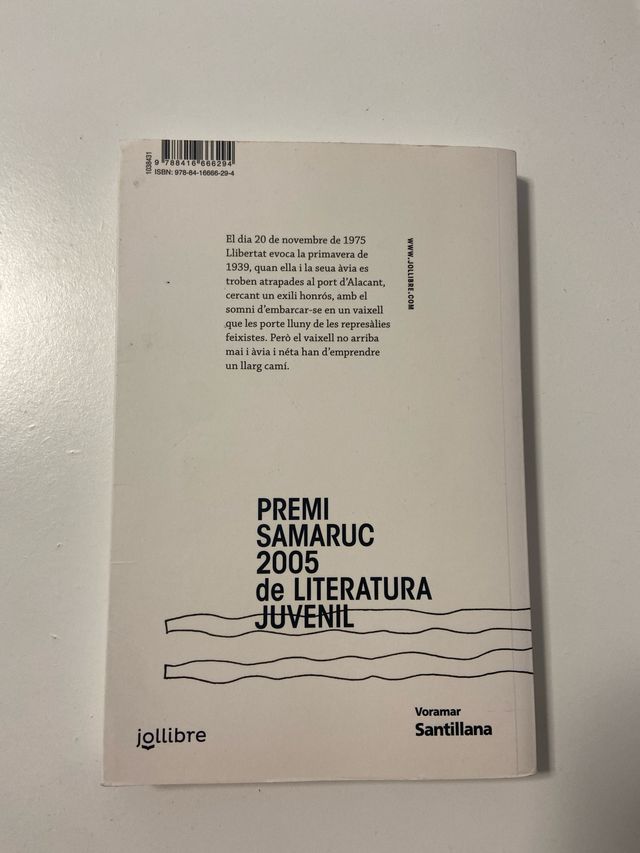 1038431
9 788416 666294
ISBN: 978-84-16666-29-4
El dia 20 de novembre de 1975
Llibertat evoca la primavera de
1939, quan ella i la seua àvia es
troben atrapades al port d'Alacant,
cercant un exili honrós, amb el
somni d'embarcar-se en un vaixell
que les porte lluny de les represàlies
feixistes. Però el vaixell no arriba
mai i àvia i néta han d'emprendre
un llarg camí.
WWW.JOLLIBRE.COM
PREMI
SAMARUC
2005
de LITERATURA
JUVENIL
jollibre
Voramar
Santillana